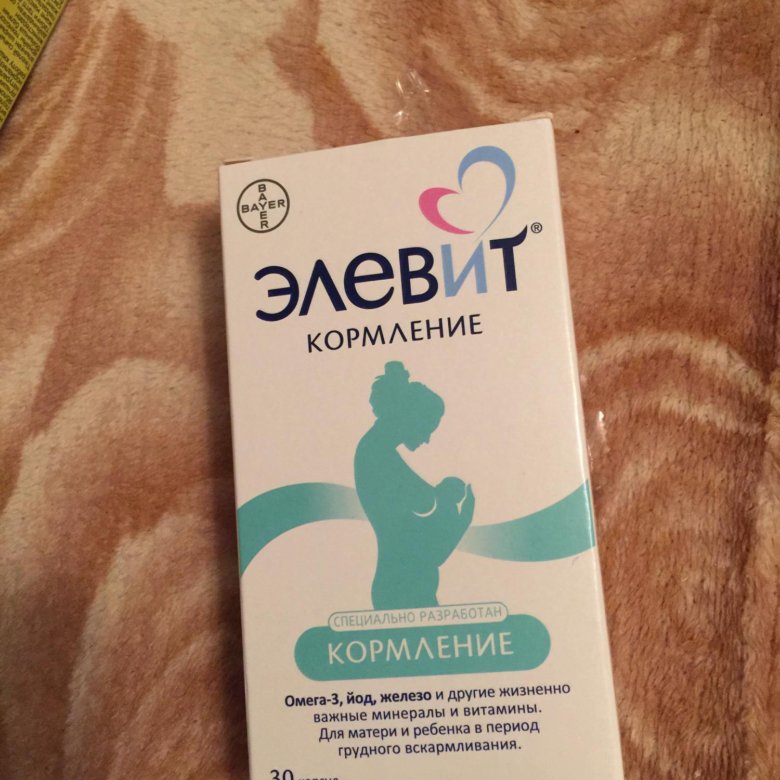 BAYER
BAYER
ЭЛЕВИТ®
КОРМЛЕНИЕ
СПЕЦИАЛЬНО РАЗРАБОТАН
КОРМЛЕНИЕ
Омега-3, йод, железо и другие жизненно
важные минералы и витамины.
Для матери и ребенка в период
грудного вскармливания.
30